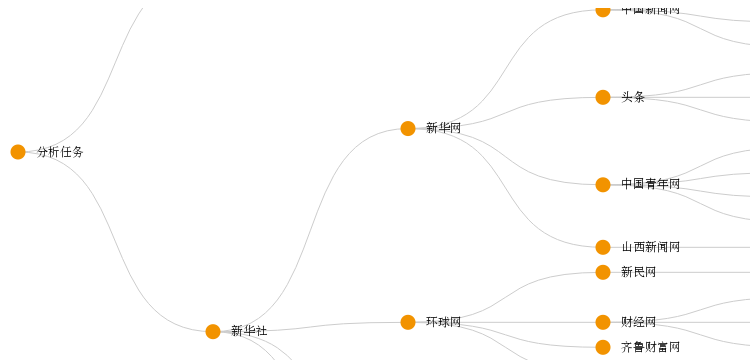 中国新闻网
头条
新华网
分析任务
中国青年网
山西新闻网
新民网
环球网
财经网
新华社
齐鲁财富网